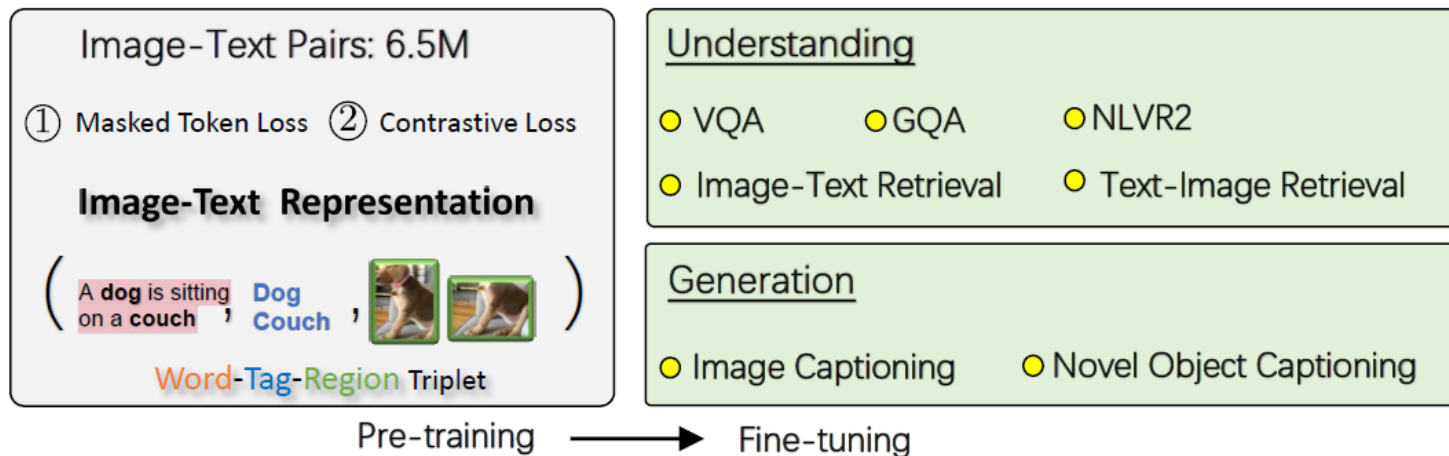 Image-Text Pairs: 6.5M
① Masked Token Loss ② Contrastive Loss
Image-Text Representation
( A dog is sitting on a couch , Dog Couch , )
Word-Tag-Region Triplet
Understanding
VQA GQA NLVR2
Image-Text Retrieval Text-Image Retrieval
Generation
Image Captioning Novel Object Captioning
Pre-training Fine-tuning